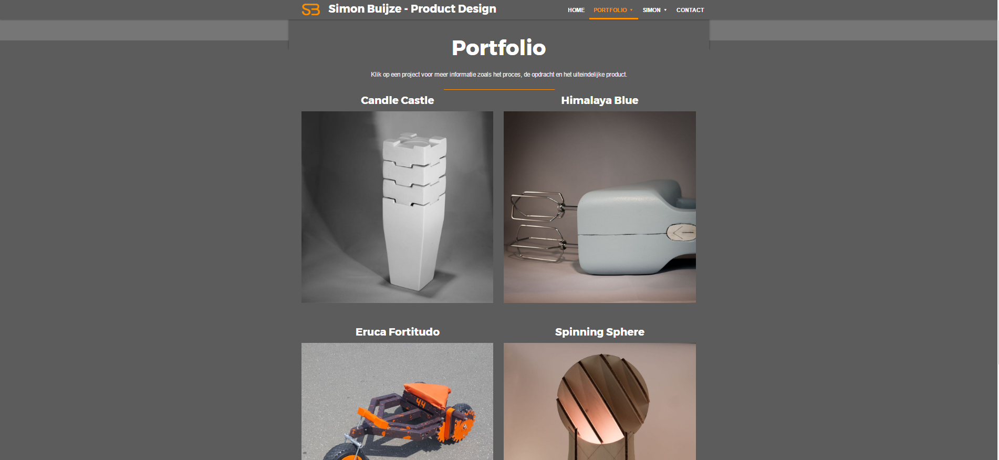 SB Simon Buijze - Product Design
HOME PORTFOLIO ▼ SIMON ▼ CONTACT
Portfolio
Klik op een project voor meer informatie zoals het proces, de opdracht en het uiteindelijke product.
Candle Castle
Himalaya Blue
Eruca Fortitudo
Spinning Sphere
44